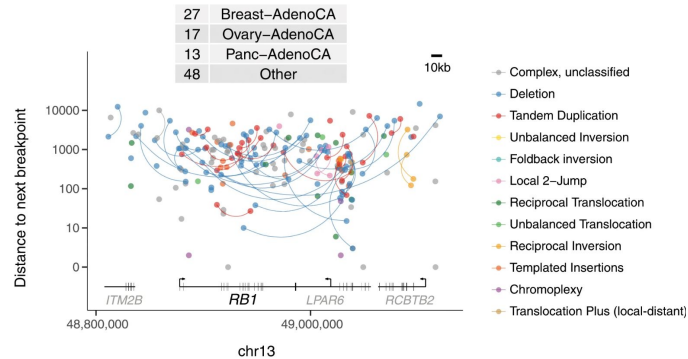 27 Breast–AdenoCA
17 Ovary–AdenoCA
13 Panc–AdenoCA
48 Other
10kb
Distance to next breakpoint
10000
1000
100
10
0
ITM2B RB1 LPAR6 RCBTB2
48,800,000 49,000,000
chr13
Complex, unclassified
Deletion
Tandem Duplication
Unbalanced Inversion
Foldback inversion
Local 2–Jump
Reciprocal Translocation
Unbalanced Translocation
Reciprocal Inversion
Templated Insertions
Chromoplexy
Translocation Plus (local-distant)